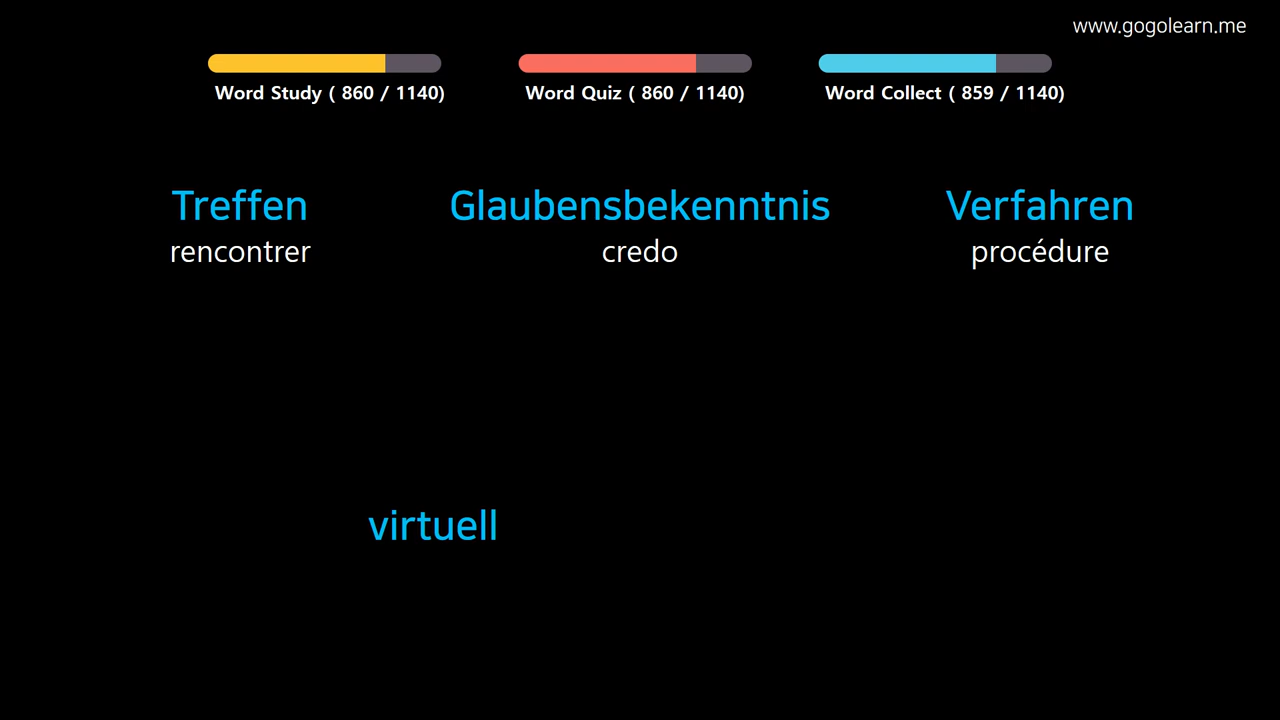 www.gogolearn.me
Word Study ( 860 / 1140)
Word Quiz ( 860 / 1140)
Word Collect ( 859 / 1140)
Treffen
rencontrer
Glaubensbekenntnis
credo
Verfahren
procédure
virtuell